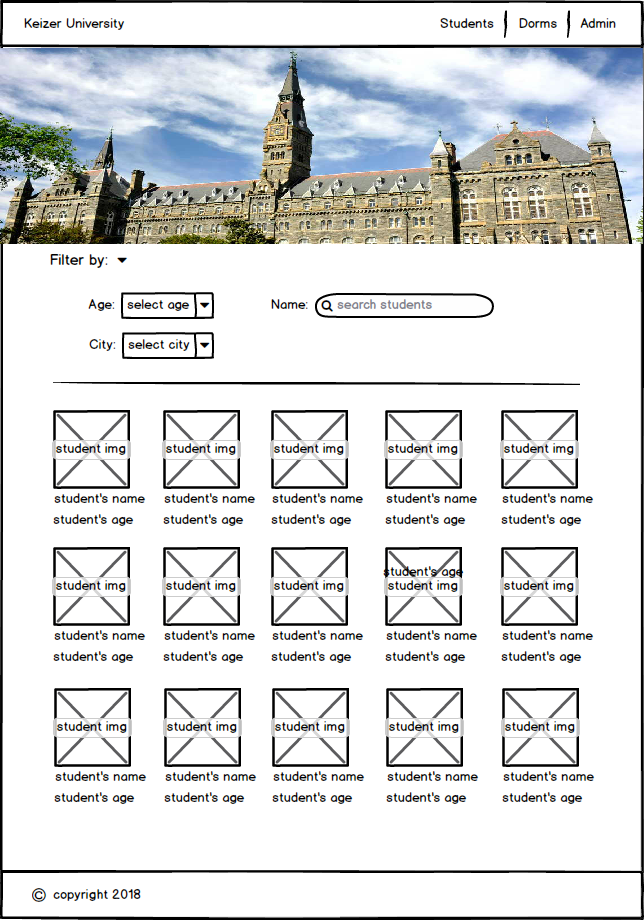 Keizer University Students Dorms Admin
Filter by:
Age: select age Name: search students
City: select city
student img student img student img student img student img
student's name student's name student's name student's name student's name
student's age student's age student's age student's age student's age
student's age
student img student img student img student img student img
student's name student's name student's name student's name student's name
student's age student's age student's age student's age student's age
student img student img student img student img student img
student's name student's name student's name student's name student's name
student's age student's age student's age student's age student's age
© copyright 2018